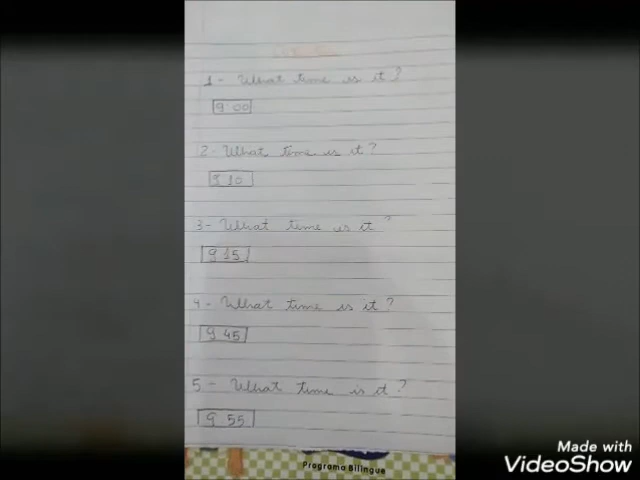 1- What time is it?
9 00
2- What time is it?
9 10
3- What time is it?
9 15
4- What time is it?
9 45
5- What time is it?
9 55
Programa Bilíngue
Made with
VideoShow